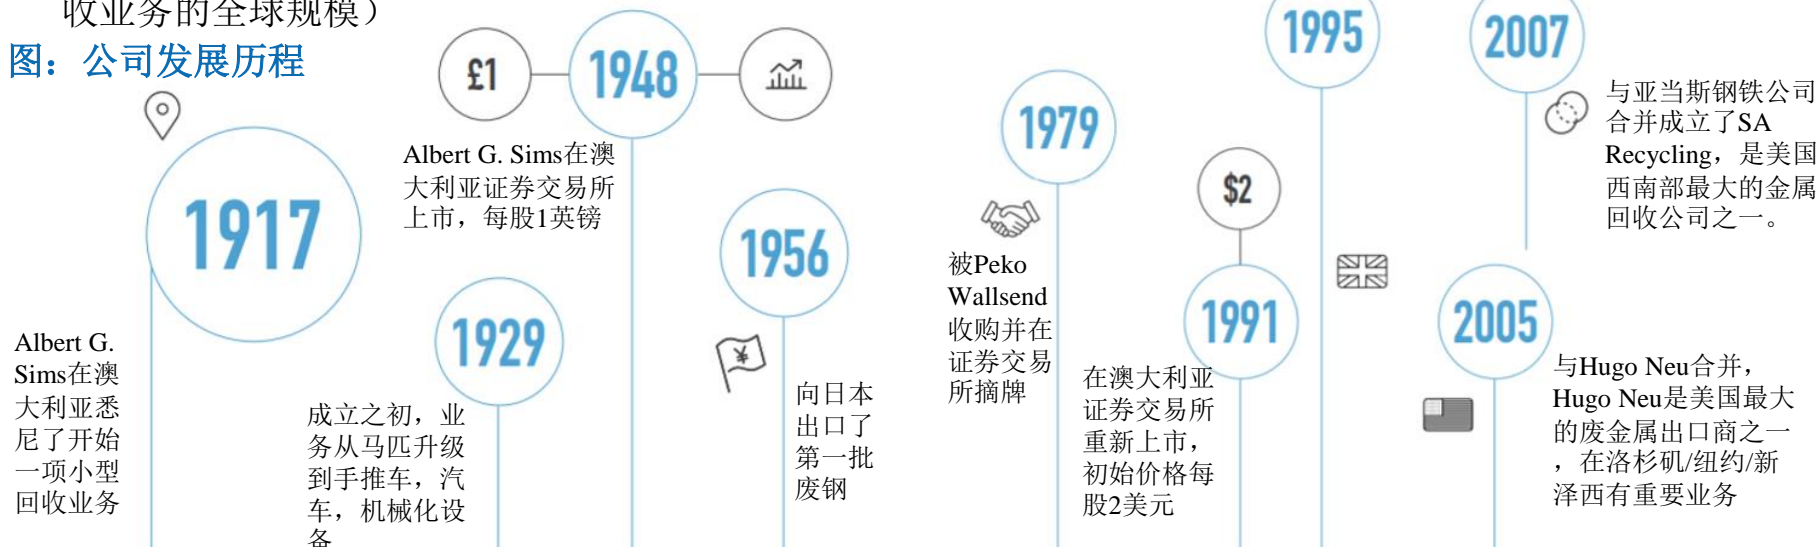 收业务的全球规模）
图：公司发展历程
1917
Albert G.
Sims在澳
大利亚悉
尼了开始
一项小型
回收业务
1929
成立之初，业
务从马匹升级
到手推车，汽
车，机械化设
备
£1
1948
Albert G. Sims在澳
大利亚证券交易所
上市，每股1英镑
1956
¥
向日本
出口了
第一批
废钢
1979
被Peko
Wallsend
收购并在
证券交易
所摘牌
$2
1991
在澳大利亚
证券交易所
重新上市，
初始价格每
股2美元
1995
2005
与Hugo Neu合并，
Hugo Neu是美国最大
的废金属出口商之一
，在洛杉矶/纽约/新
泽西有重要业务
2007
与亚当斯钢铁公司
合并成立了SA
Recycling，是美国
西南部最大的金属
回收公司之一。